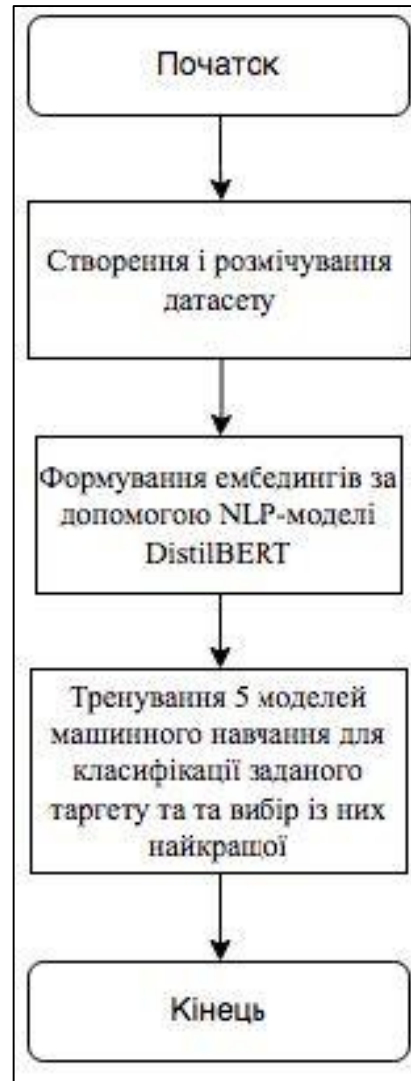 Початок
Створення і розмічування
датасету
Формування ембедингів за
допомогою NLP-моделі
DistilBERT
Тренування 5 моделей
машинного навчання для
класифікації заданого
таргету та та вибір із них
найкращої
Кінець